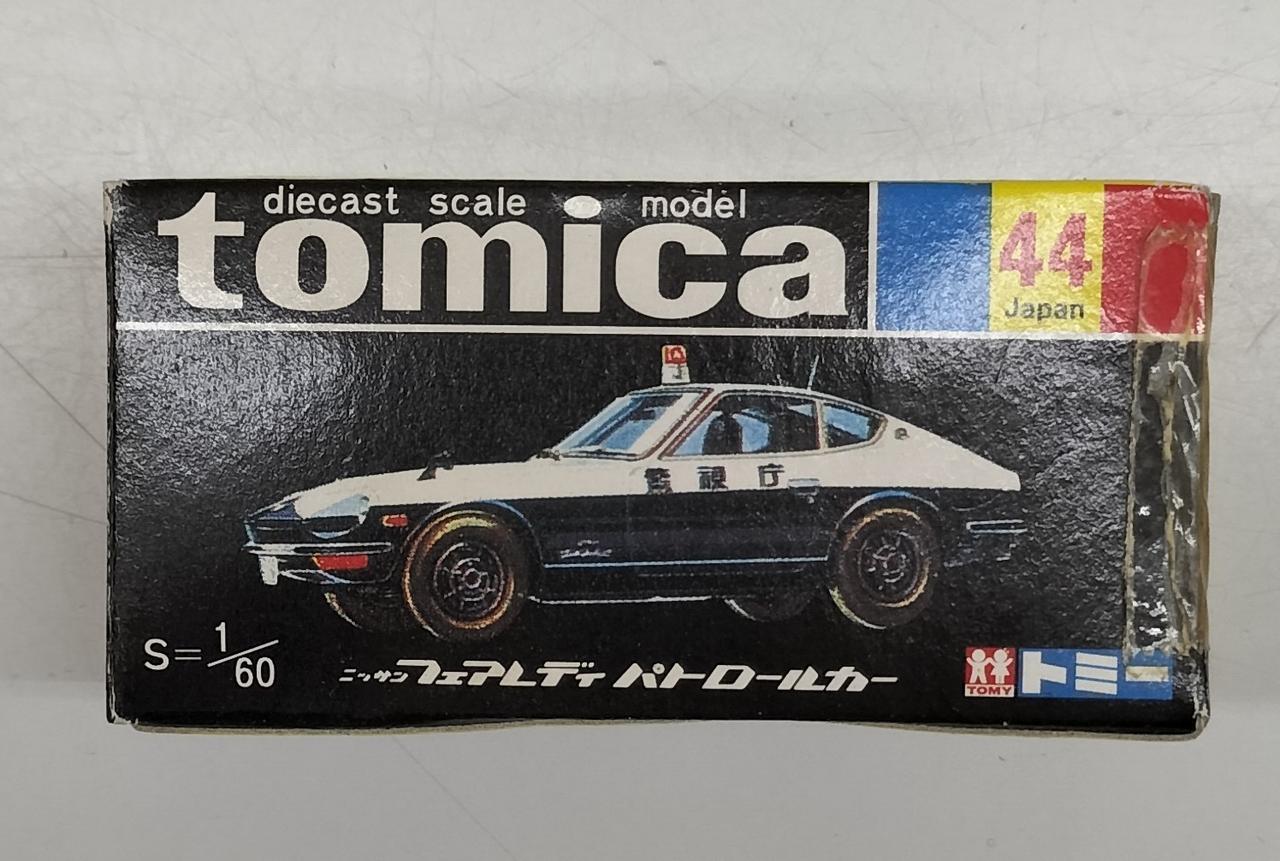 diecast scale model
tomica
44
Japan
警視庁
S=1/60
ニッサン フェアレディ パトロールカー
TOMY
トミー